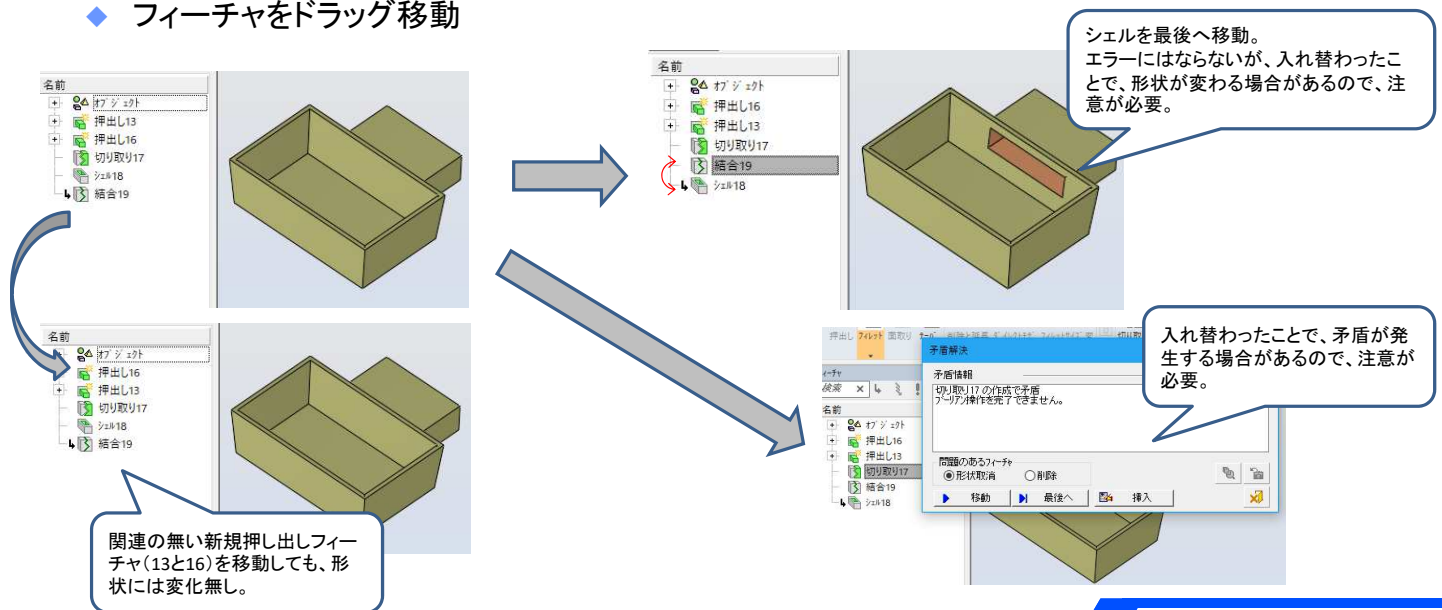 ◆ フィーチャをドラッグ移動
名前
オブジェクト
押出し13
押出し16
切り取り17
シェル18
結合19
名前
オブジェクト
押出し16
押出し13
切り取り17
結合19
シェル18
シェルを最後へ移動。
エラーにはならないが、入れ替わったこ
とで、形状が変わる場合があるので、注
意が必要。
名前
オブジェクト
押出し16
押出し13
切り取り17
シェル18
結合19
関連の無い新規押し出しフィー
チャ(13と16)を移動しても、形
状には変化無し。
押出し フィレット 面取り
ィーチャ
検索
名前
オブジェクト
押出し16
押出し13
切り取り17
結合19
シェル18
矛盾解決
矛盾情報
切り取り17 の作成で矛盾
ブーリアン操作を完了できません。
問題のあるフィーチャ
形状取消 削除
移動 最後へ 挿入
入れ替わったことで、矛盾が発
生する場合があるので、注意が
必要。